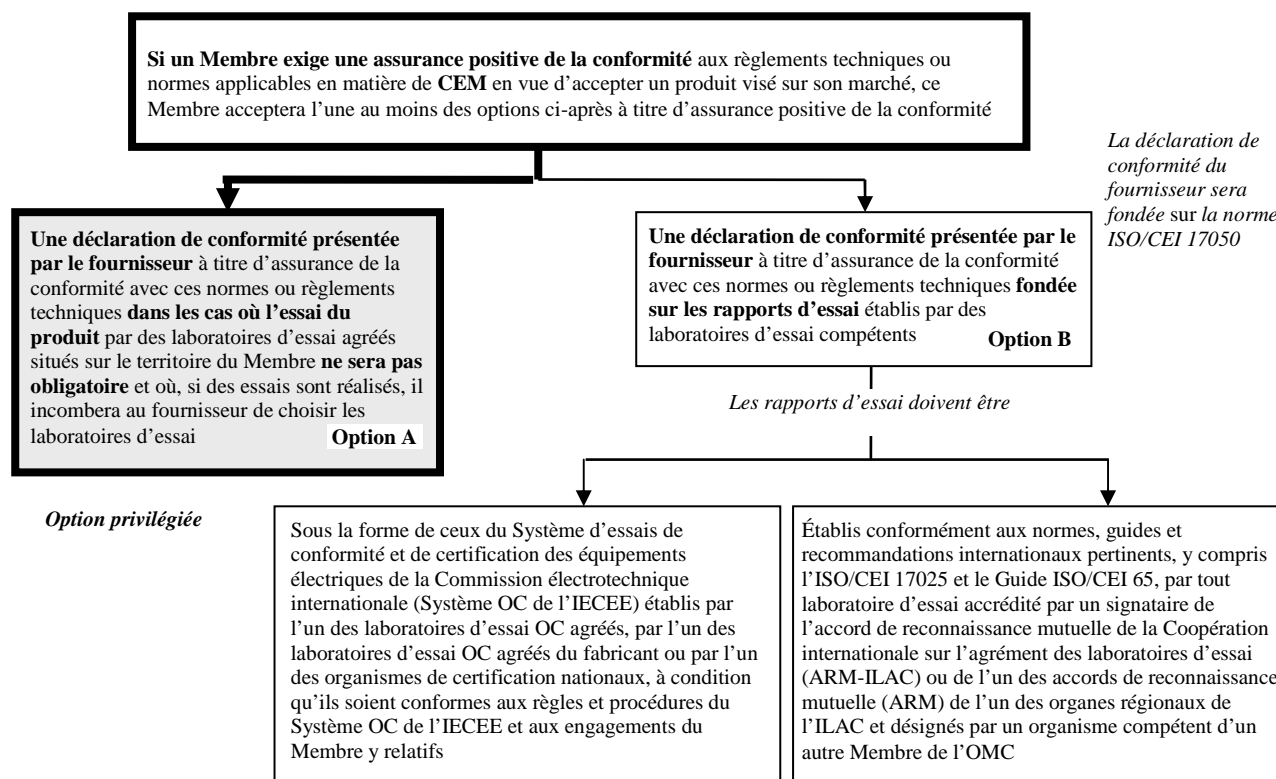 Si un Membre exige une assurance positive de la conformité aux règlements techniques ou
normes applicables en matière de CEM en vue d’accepter un produit visé sur son marché, ce
Membre acceptera l’une au moins des options ci-après à titre d’assurance positive de la conformité
La déclaration de
conformité du
fournisseur sera
fondée sur la norme
ISO/CEI 17050
Une déclaration de conformité présentée
par le fournisseur à titre d’assurance de la
conformité avec ces normes ou règlements
techniques dans les cas où l’essai du
produit par des laboratoires d’essai agréés
situés sur le territoire du Membre ne sera pas
obligatoire et où, si des essais sont réalisés, il
incombera au fournisseur de choisir les
laboratoires d’essai
Option A
Une déclaration de conformité présentée par le
fournisseur à titre d’assurance de la conformité
avec ces normes ou règlements techniques fondée
sur les rapports d’essai établis par des
laboratoires d’essai compétents
Option B
Les rapports d’essai doivent être
Option privilégiée
Sous la forme de ceux du Système d’essais de
conformité et de certification des équipements
électriques de la Commission électrotechnique
internationale (Système OC de l’IECEE) établis par
l’un des laboratoires d’essai OC agréés, par l’un des
laboratoires d’essai OC agréés du fabricant ou par l’un
des organismes de certification nationaux, à condition
qu’ils soient conformes aux règles et procédures du
Système OC de l’IECEE et aux engagements du
Membre y relatifs
Établis conformément aux normes, guides et
recommandations internationaux pertinents, y compris
l’ISO/CEI 17025 et le Guide ISO/CEI 65, par tout
laboratoire d’essai accrédité par un signataire de
l’accord de reconnaissance mutuelle de la Coopération
internationale sur l’agrément des laboratoires d’essai
(ARM-ILAC) ou de l’un des accords de reconnaissance
mutuelle (ARM) de l’un des organes régionaux de
l’ILAC et désignés par un organisme compétent d’un
autre Membre de l’OMC